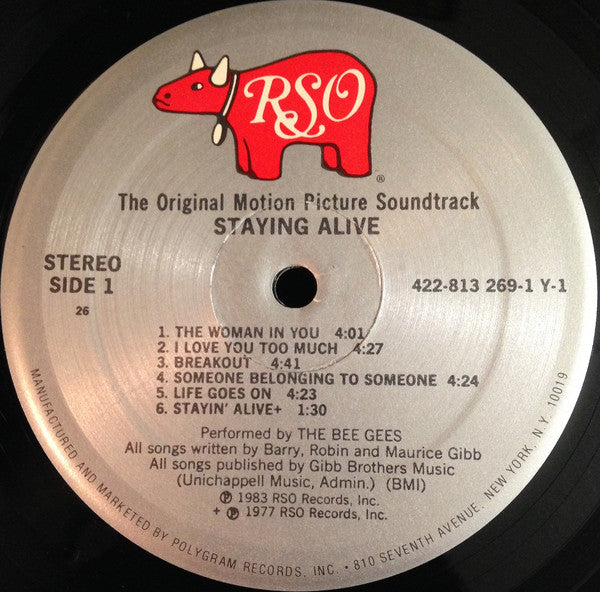 RSO
®
The Original Motion Picture Soundtrack
STAYING ALIVE
STEREO
SIDE 1
422-813 269-1 Y-1
26
1. THE WOMAN IN YOU 4:01
2. I LOVE YOU TOO MUCH 4:27
3. BREAKOUT 4:41
4. SOMEONE BELONGING TO SOMEONE 4:24
5. LIFE GOES ON 4:23
6. STAYIN' ALIVE+ 1:30
Performed by THE BEE GEES
All songs written by Barry, Robin and Maurice Gibb
All songs published by Gibb Brothers Music
(Unichappell Music, Admin.) (BMI)
℗ 1983 RSO Records, Inc.
+ ℗ 1977 RSO Records, Inc.
MANUFACTURED AND MARKETED BY POLYGRAM RECORDS, INC. • 810 SEVENTH AVENUE, NEW YORK, N.Y. 10019